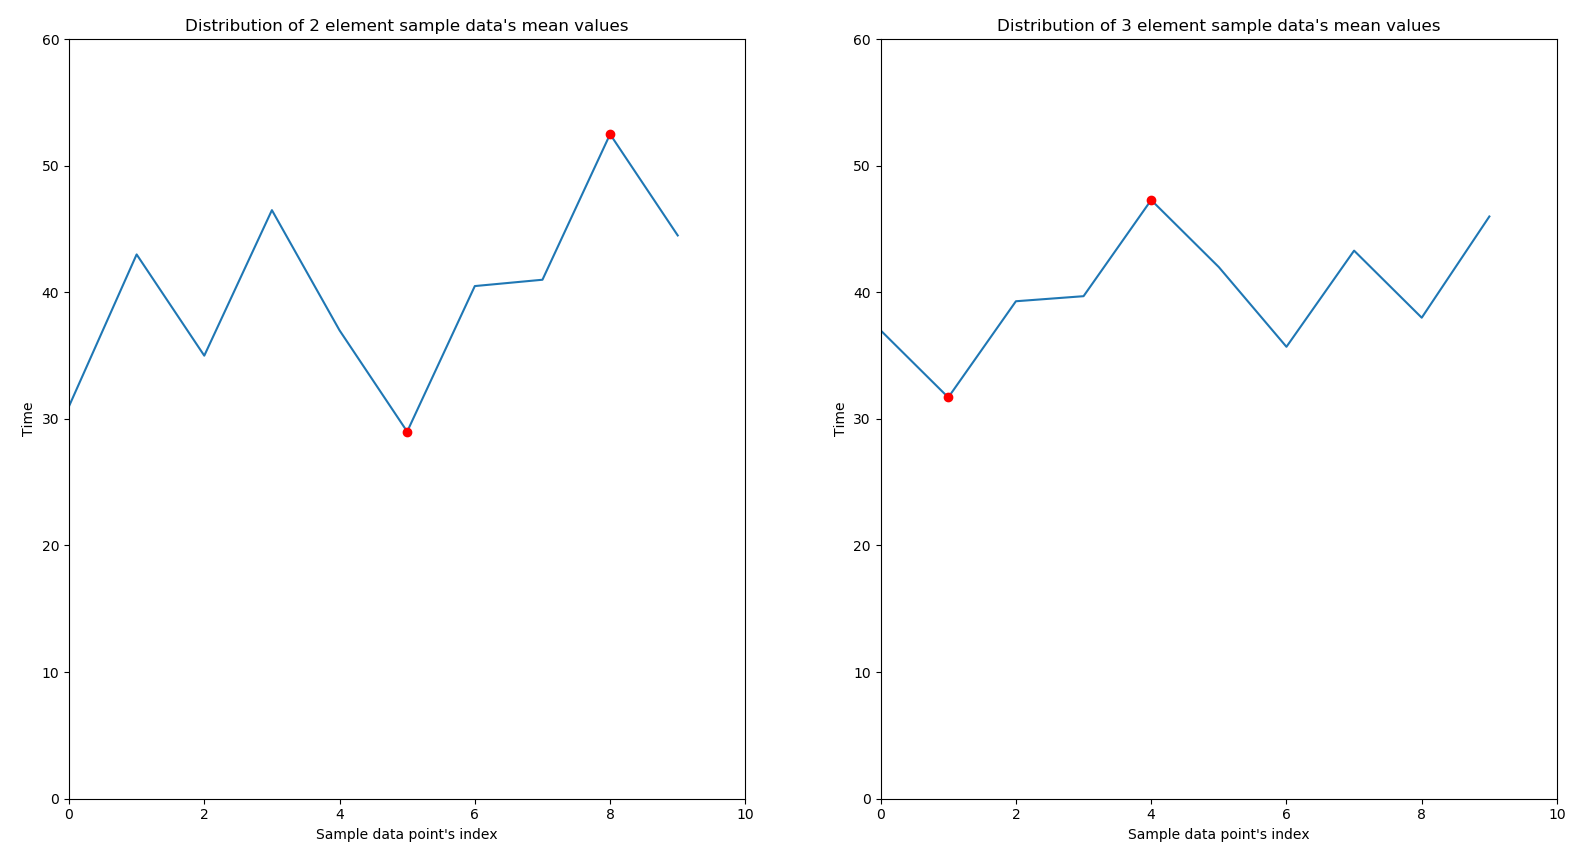 Distribution of 2 element sample data's mean values
60
50
40
30
20
10
0
Time
0 2 4 6 8 10
Sample data point's index
Distribution of 3 element sample data's mean values
60
50
40
30
20
10
0
Time
0 2 4 6 8 10
Sample data point's index